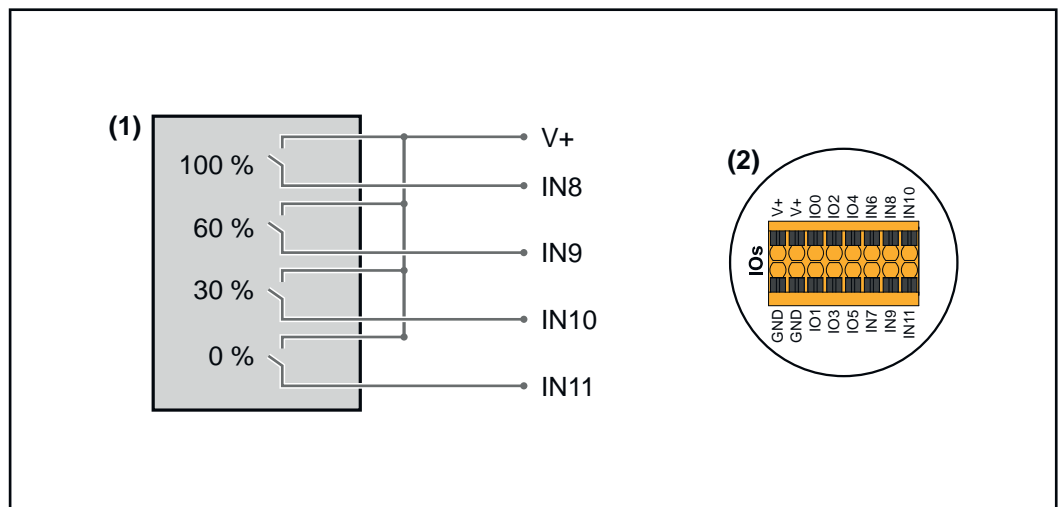 (1)
100 %
60 %
30 %
0 %
V+
IN8
IN9
IN10
IN11
(2)
V+ V+ IO0 IO2 IO4 IN6 IN8 IN10
IOs
GND GND IO1 IO3 IO5 IN7 IN9 IN11